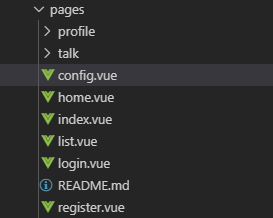 pages
profile
talk
config.vue
home.vue
index.vue
list.vue
login.vue
README.md
register.vue